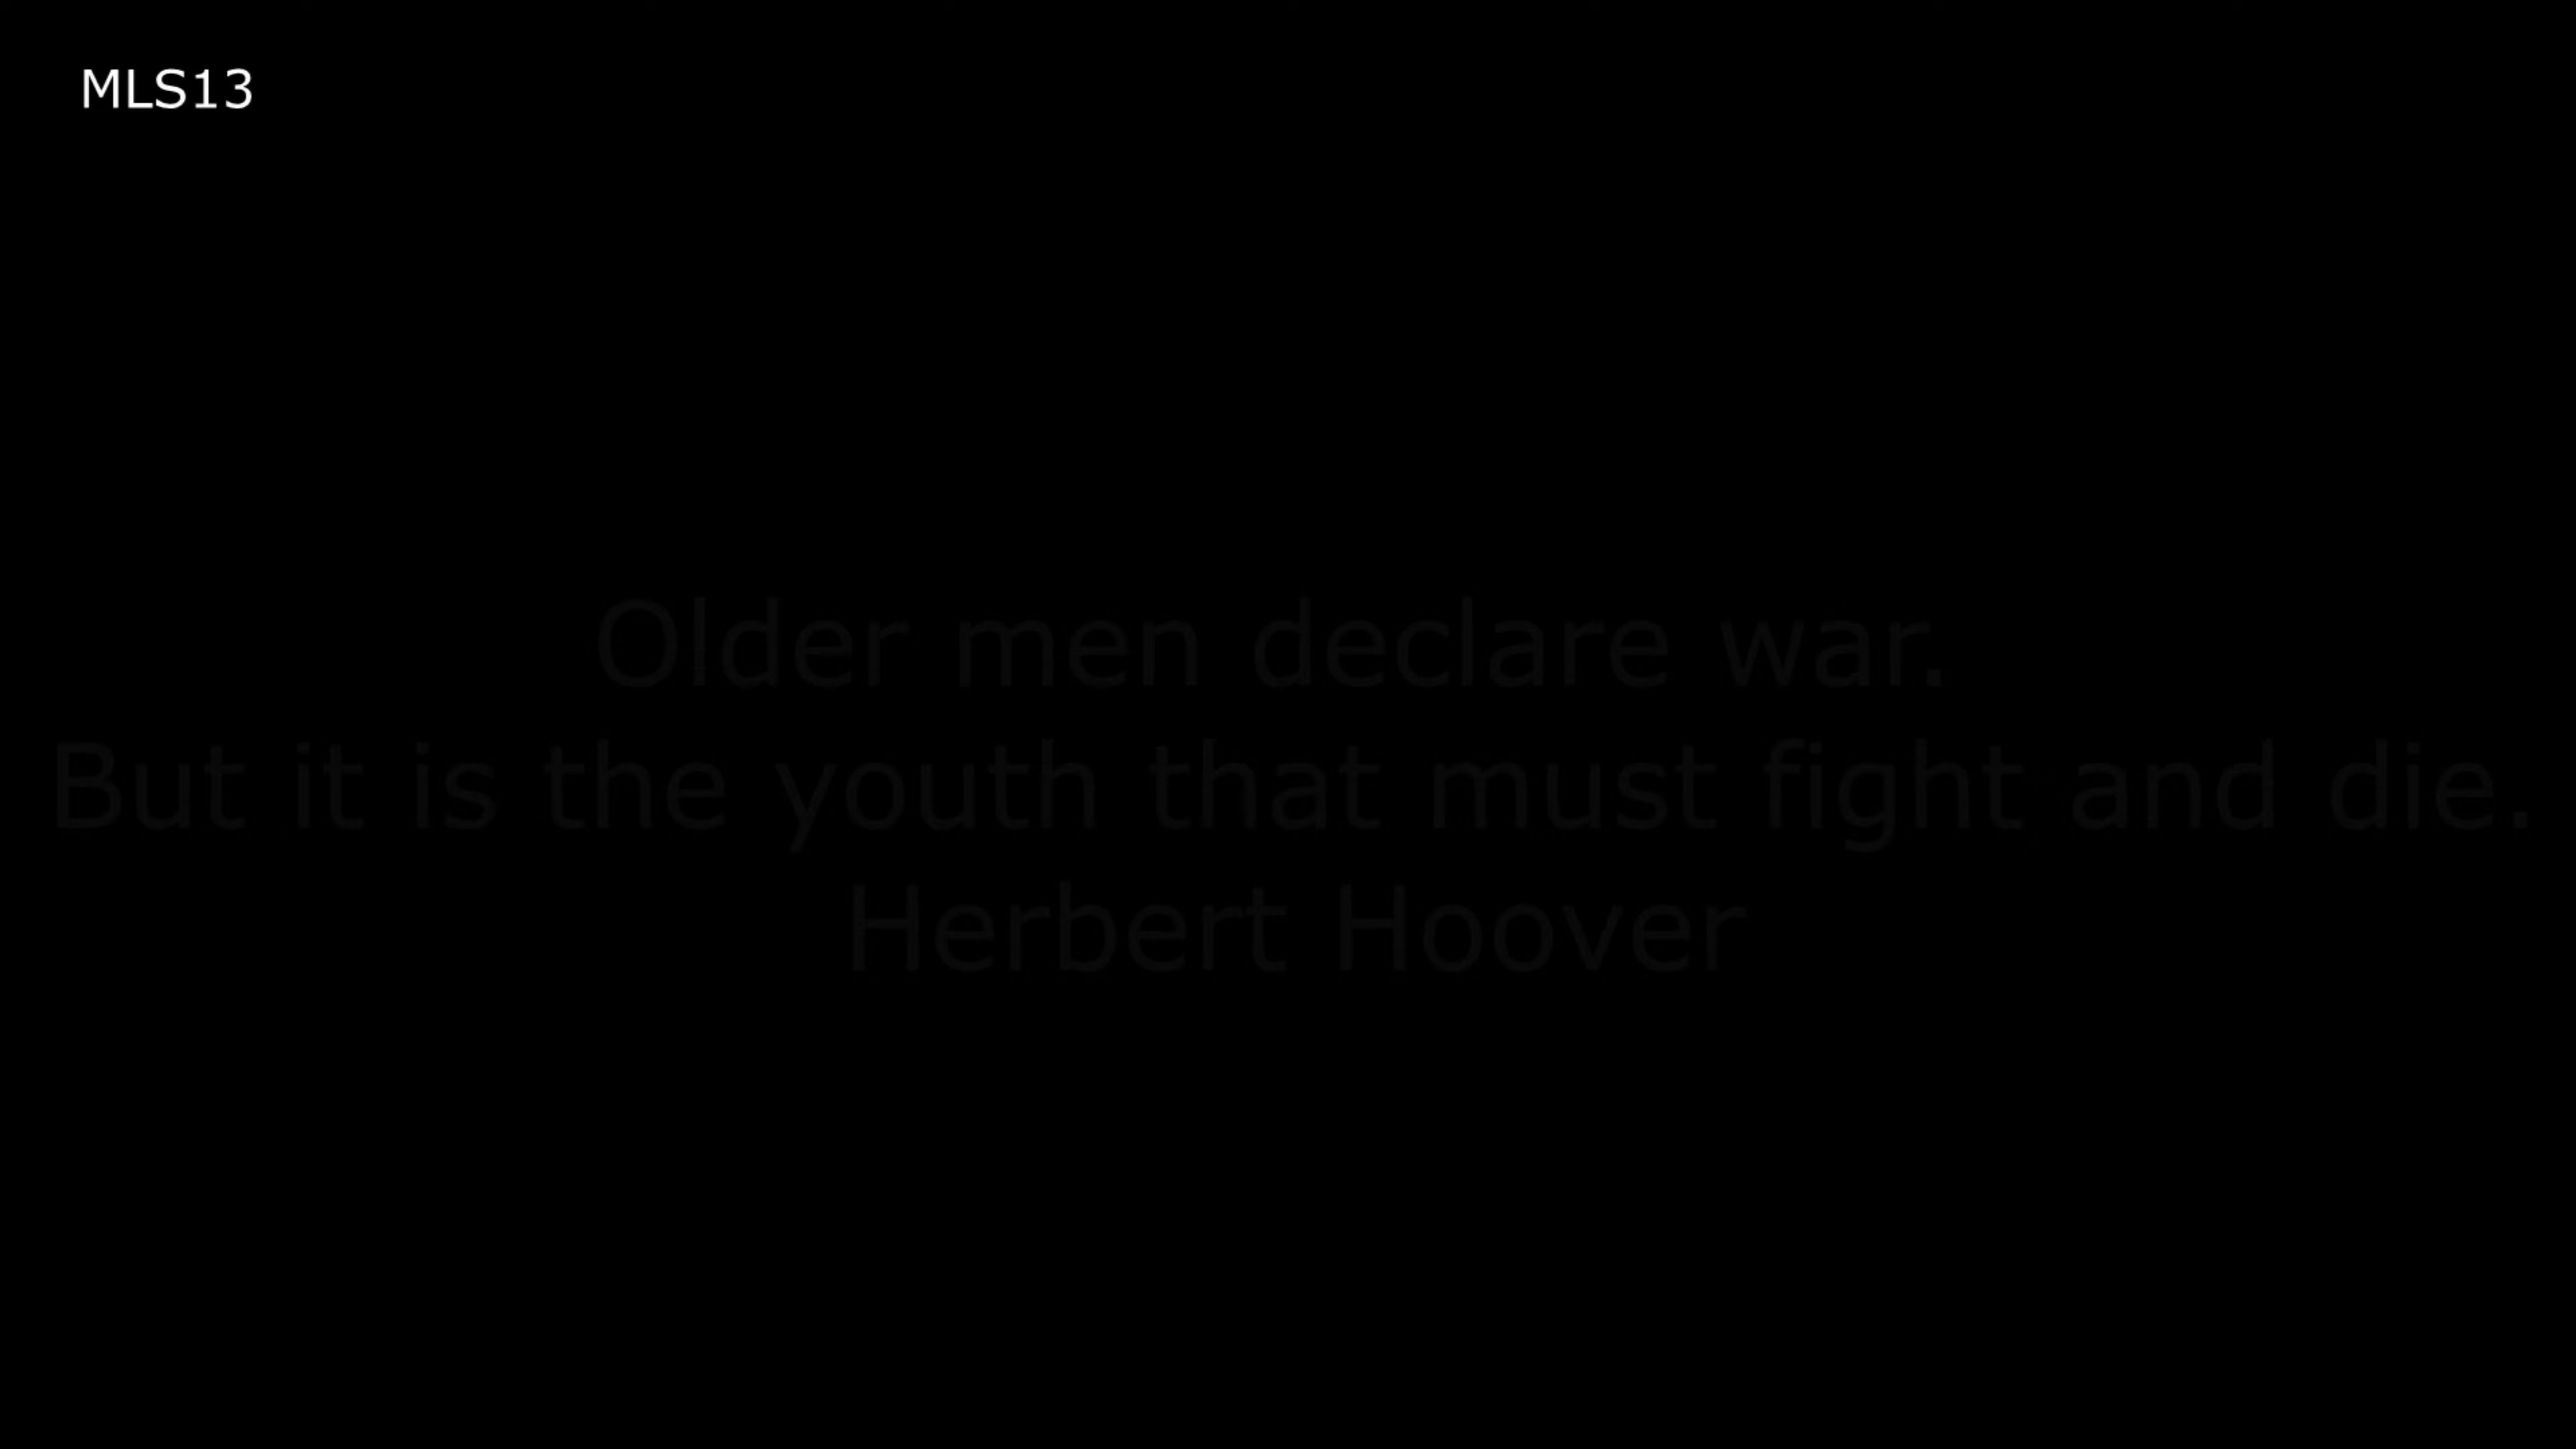 MLS13
Older men declare war.
But it is the youth that must fight and die.
Herbert Hoover